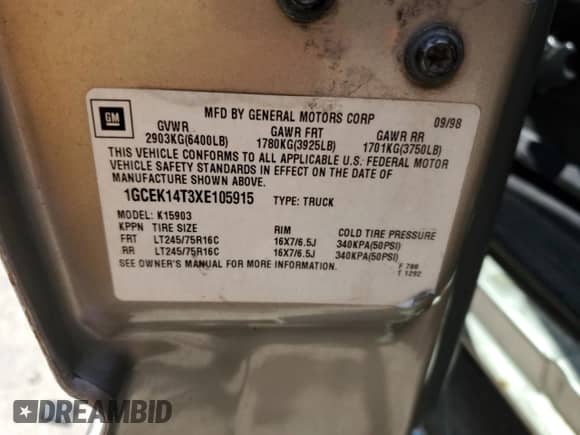 GM
MFD BY GENERAL MOTORS CORP 09/98
GVWR GAWR FRT GAWR RR
2903KG(6400LB) 1780KG(3925LB) 1701KG(3750LB)
THIS VEHICLE CONFORMS TO ALL APPLICABLE U.S. FEDERAL MOTOR
VEHICLE SAFETY STANDARDS IN EFFECT ON THE DATE OF
MANUFACTURE SHOWN ABOVE.
1GCEK14T3XE105915 TYPE: TRUCK
MODEL: K15903
KPPN TIRE SIZE RIM COLD TIRE PRESSURE
FRT LT245/75R16C 16X7/6.5J 340KPA(50PSI)
RR LT245/75R16C 16X7/6.5J 340KPA(50PSI)
SEE OWNER'S MANUAL FOR MORE INFORMATION.
F 780
T 1292
DREAMBID